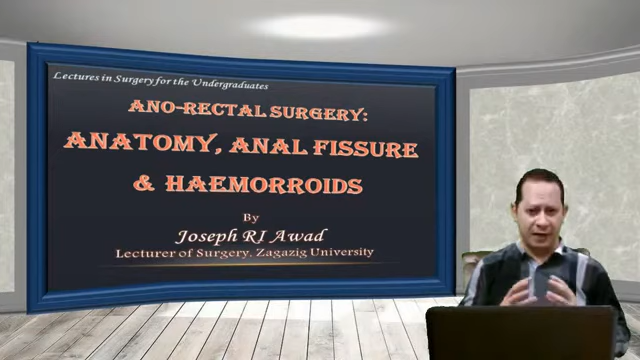 Lectures in Surgery for the Undergraduates
ANO-RECTAL SURGERY:
ANATOMY, ANAL FISSURE
& HAEMORROIDS
By
Joseph RI Awad
Lecturer of Surgery, Zagazig University